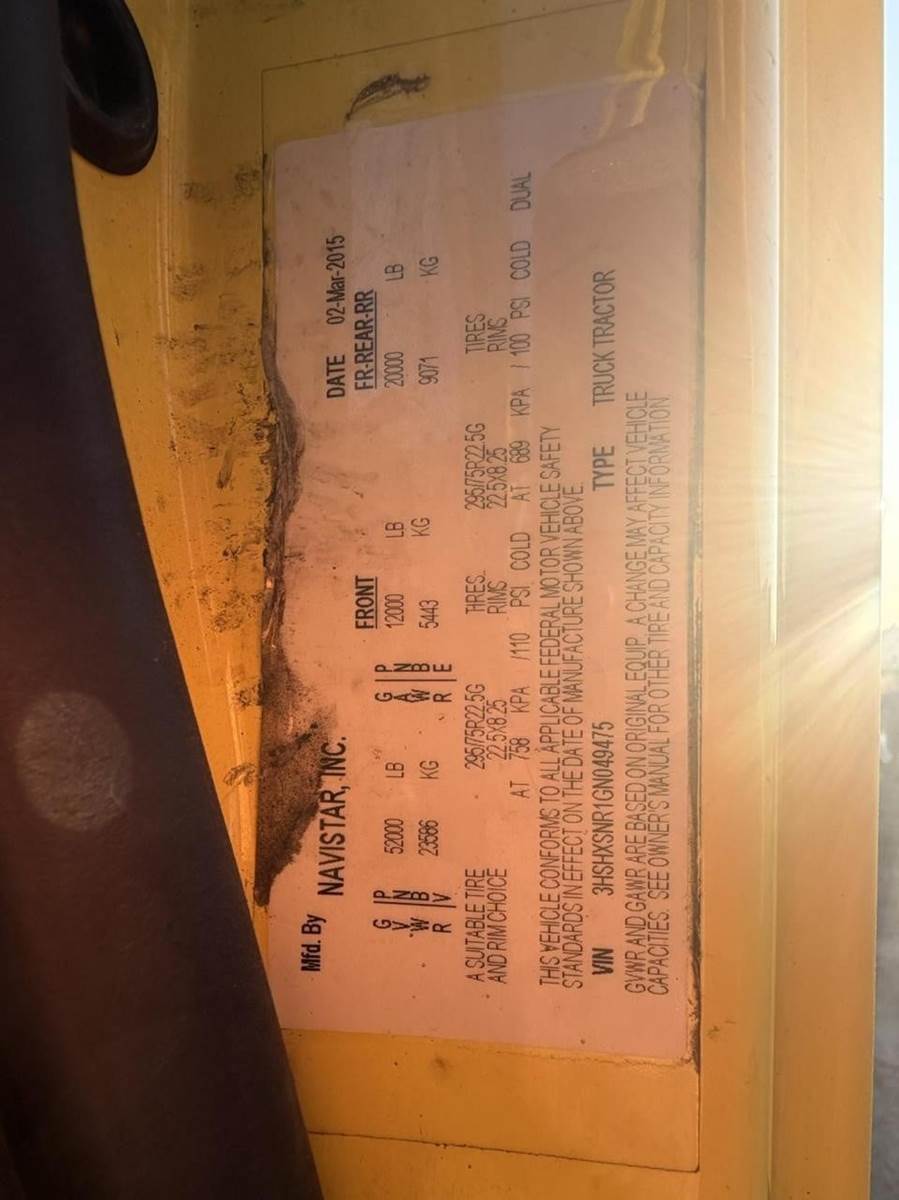 Mfd. By NAVISTAR, INC. DATE 02-Mar-2015
FRONT FR-REAR-RR
G P 52000 LB G P 12000 LB 20000 LB
V N A N
W B 23586 KG W B 5443 KG 9071 KG
R V R E
A SUITABLE TIRE 295/75R22.5G TIRES 295/75R22.5G TIRES
AND RIM CHOICE 22.5X8.25 RIMS 22.5X8.25 RIMS
AT 758 KPA /110 PSI COLD AT 689 KPA / 100 PSI COLD DUAL
THIS VEHICLE CONFORMS TO ALL APPLICABLE FEDERAL MOTOR VEHICLE SAFETY
STANDARDS IN EFFECT ON THE DATE OF MANUFACTURE SHOWN ABOVE.
VIN 3HSHXSNR1GN049475 TYPE TRUCK TRACTOR
GVWR AND GAWR ARE BASED ON ORIGINAL EQUIP. A CHANGE MAY AFFECT VEHICLE
CAPACITIES. SEE OWNER'S MANUAL FOR OTHER TIRE AND CAPACITY INFORMATION.